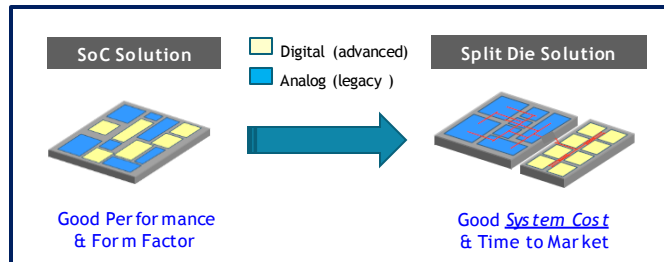 SoC Solution
Digital (advanced)
Analog (legacy )
Split Die Solution
Good Performance
& Form Factor
Good System Cost
& Time to Market